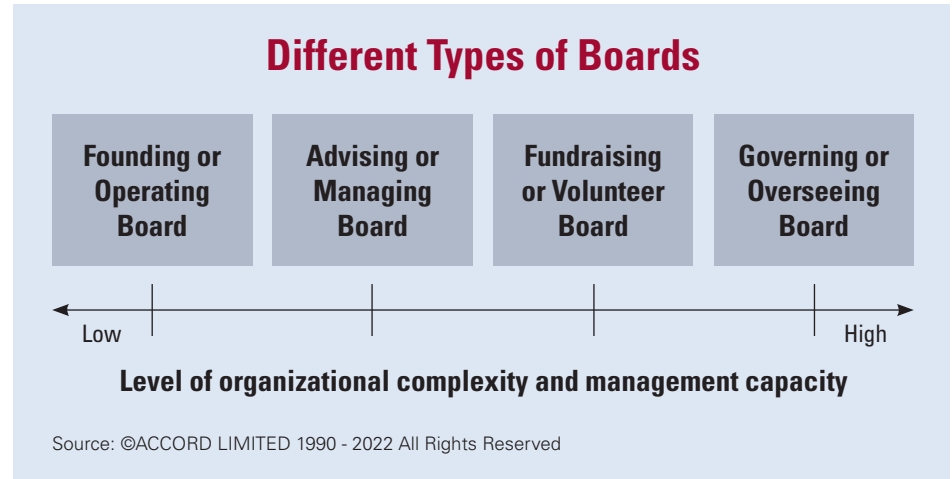 Different Types of Boards
Founding or
Operating
Board
Advising or
Managing
Board
Fundraising
or Volunteer
Board
Governing or
Overseeing
Board
Low
High
Level of organizational complexity and management capacity
Source: ©ACCORD LIMITED 1990 - 2022 All Rights Reserved